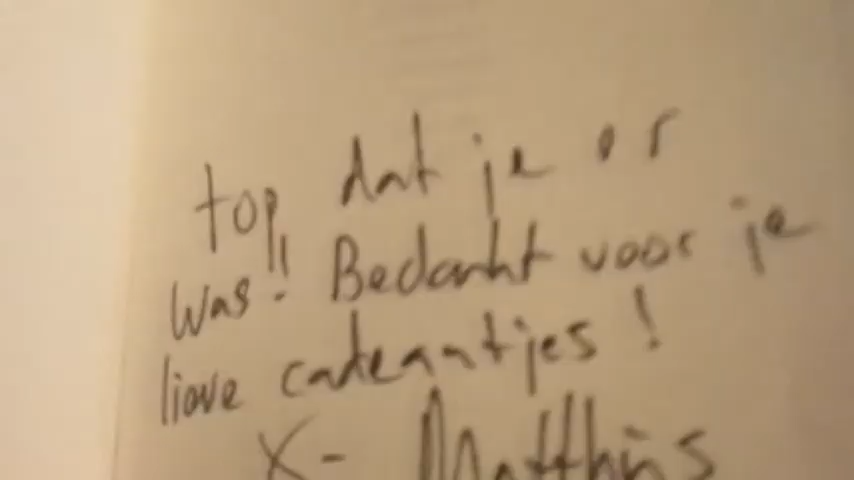 top dat je er
was!! Bedankt voor je
lieve cadeautjes!
X- Matthijs